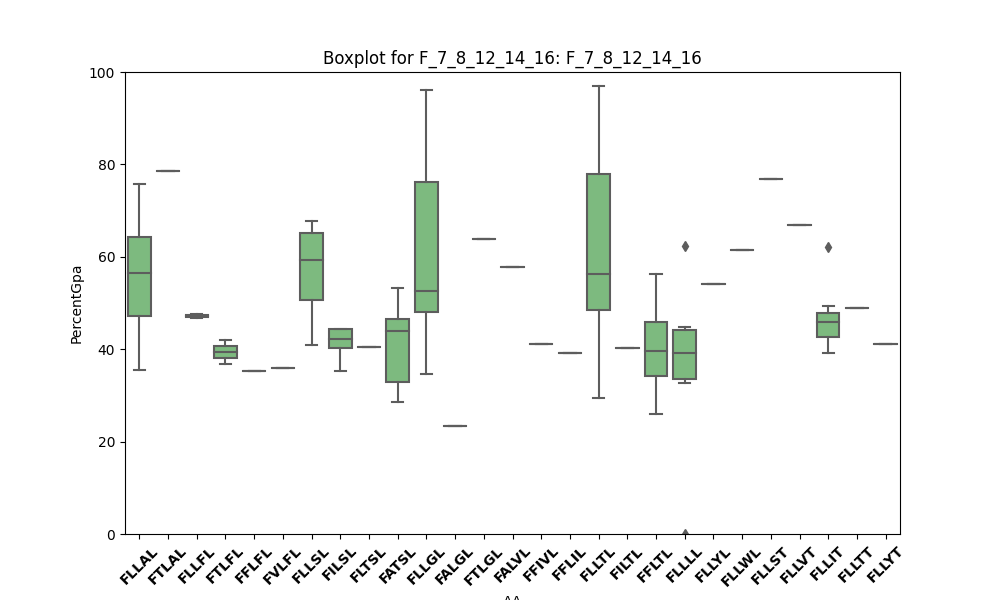 Boxplot for F_7_8_12_14_16: F_7_8_12_14_16
100
80
60
40
20
0
PercentGpa
FLLAL
FTLAL
FLLFL
FTLFL
FFLFL
FVLFL
FLLSL
FILSL
FLTSL
FATSL
FLLGL
FALGL
FTLGL
FALVL
FFIVL
FFLIL
FLLTL
FILTL
FFLTL
FLLLL
FLLYL
FLLWL
FLLST
FLLVT
FLLIT
FLLTT
FLLYT
AA